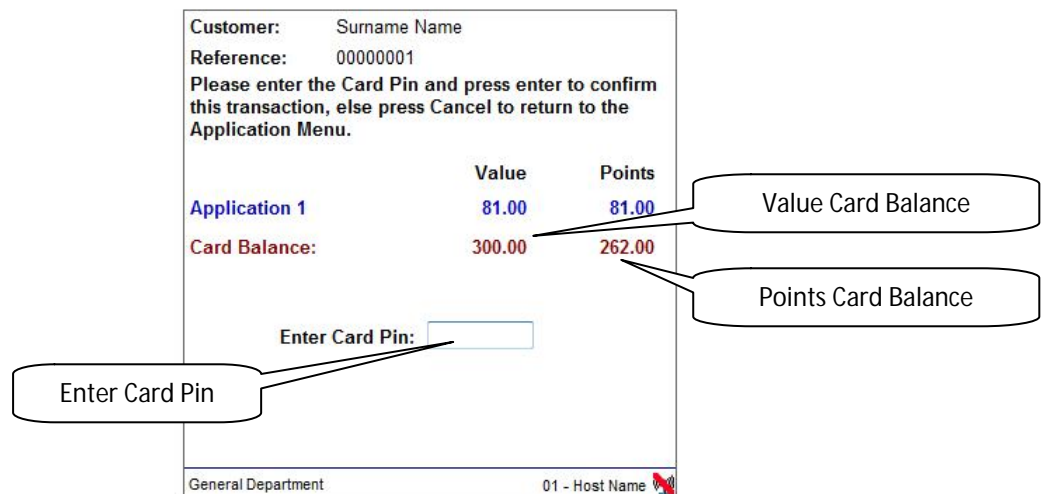 Customer: Surname Name
Reference: 00000001
Please enter the Card Pin and press enter to confirm
this transaction, else press Cancel to return to the
Application Menu.
Value Points
Application 1 81.00 81.00
Value Card Balance
Card Balance: 300.00 262.00
Points Card Balance
Enter Card Pin:
Enter Card Pin
General Department 01 - Host Name